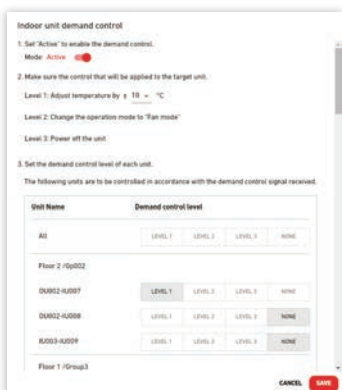 Indoor unit demand control
1. Set "Active" to enable the demand control.
Mode: Active
2. Make sure the control that will be applied to the target unit.
Level 1: Adjust temperature by ± 10 °C
Level 2: Change the operation mode to "Fan mode"
Level 3: Power off the unit
3. Set the demand control level of each unit.
The following units are to be controlled in accordance with the demand control signal received.
Unit Name Demand control level
All LEVEL 1 LEVEL 2 LEVEL 3 NONE
Floor 2 /Gp002
OU002-IU007 LEVEL 1 LEVEL 2 LEVEL 3 NONE
OU002-IU008 LEVEL 1 LEVEL 2 LEVEL 3 NONE
IU003-IU009 LEVEL 1 LEVEL 2 LEVEL 3 NONE
Floor 1 /Group3
CANCEL SAVE